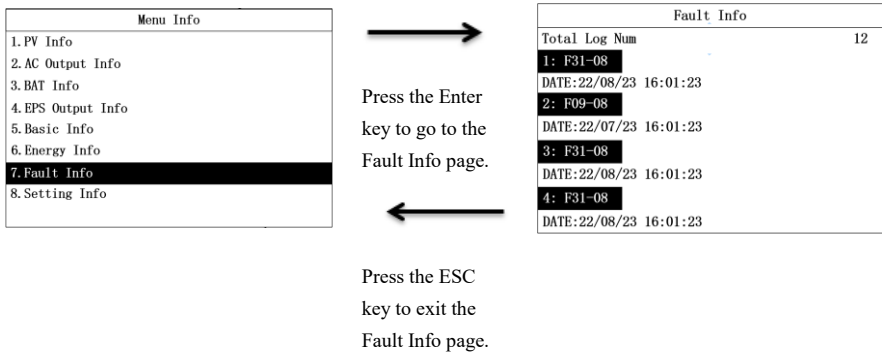 Menu Info
1.PV Info
2.AC Output Info
3.BAT Info
4.EPS Output Info
5.Basic Info
6.Energy Info
7.Fault Info
8.Setting Info
Press the Enter
key to go to the
Fault Info page.
Press the ESC
key to exit the
Fault Info page.
Fault Info
Total Log Num 12
1: F31-08
DATE:22/08/23 16:01:23
2: F09-08
DATE:22/07/23 16:01:23
3: F31-08
DATE:22/08/23 16:01:23
4: F31-08
DATE:22/08/23 16:01:23